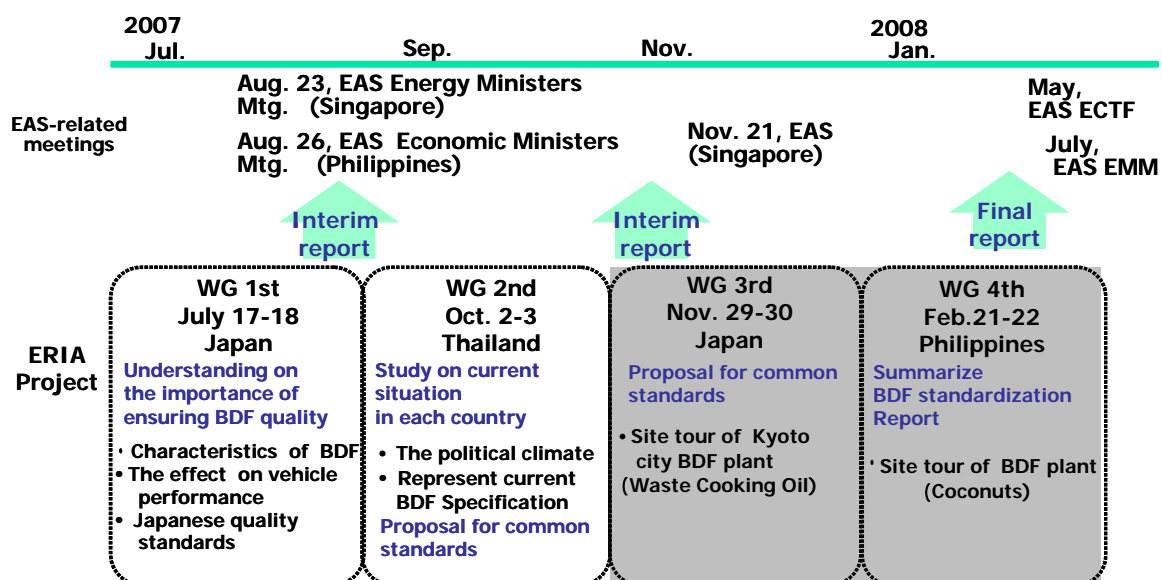 2007
Jul.
Sep.
Nov.
2008
Jan.
EAS-related
meetings
Aug. 23, EAS Energy Ministers
Mtg. (Singapore)
Aug. 26, EAS Economic Ministers
Mtg. (Philippines)
Nov. 21, EAS
(Singapore)
May,
EAS ECTF
July,
EAS EMM
Interim
report
Interim
report
Final
report
ERIA
Project
WG 1st
July 17-18
Japan
Understanding on
the importance of
ensuring BDF quality
• Characteristics of BDF
• The effect on vehicle
performance
• Japanese quality
standards
WG 2nd
Oct. 2-3
Thailand
Study on current
situation
in each country
• The political climate
• Represent current
BDF Specification
Proposal for common
standards
WG 3rd
Nov. 29-30
Japan
Proposal for common
standards
• Site tour of Kyoto
city BDF plant
(Waste Cooking Oil)
WG 4th
Feb.21-22
Philippines
Summarize
BDF standardization
Report
• Site tour of BDF plant
(Coconuts)